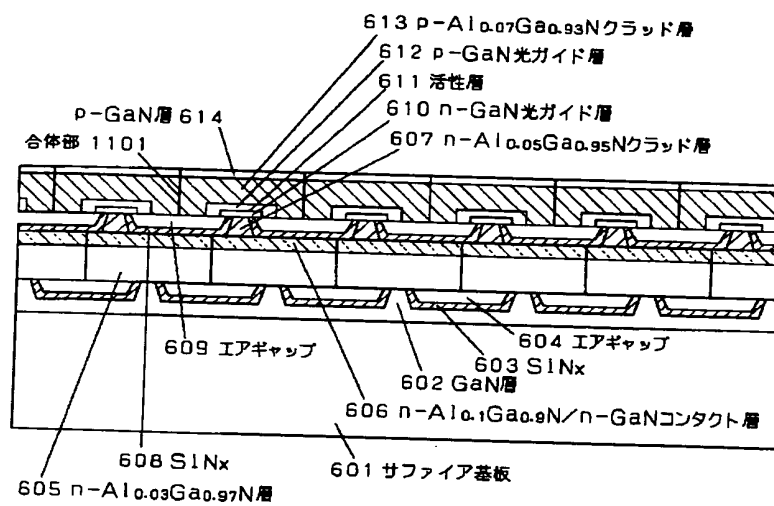 613 p-Al0.07Ga0.93Nクラッド層
612 p-GaN光ガイド層
611 活性層
610 n-GaN光ガイド層
p-GaN層 614
607 n-Al0.05Ga0.95Nクラッド層
合体部 1101
609 エアギャップ
604 エアギャップ
603 SiNx
602 GaN層
606 n-Al0.1Ga0.9N/n-GaNコンタクト層
608 SiNx
601 サファイア基板
605 n-Al0.03Ga0.97N層